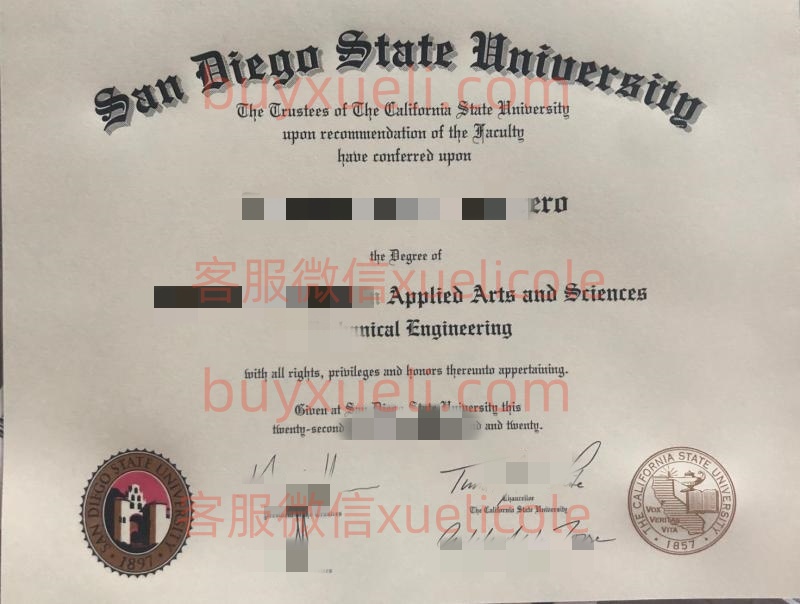 San Diego State University
buyxueli.com
The Trustees of The California State University
upon recommendation of the Faculty
have conferred upon
ero
the Degree of
客服微信xuelicole
Applied Arts and Sciences
Engineering
with all rights, privileges and honors thereunto appertaining.
buyxueli.com
Given at San Diego State University this
twenty-second and twenty.
Chancellor
The California State University
客服微信xuelicole
SAN DIEGO STATE UNIVERSITY
1897
THE CALIFORNIA STATE UNIVERSITY
VOX
VERITAS
VITA
1857